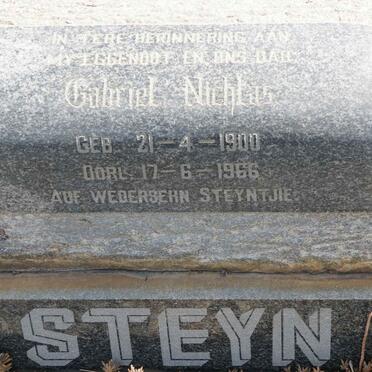 IN TERE HERINNERING AAN
MY EGGENOOT EN ONS DAD
Gabriel Nichlas
GEB. 21-4-1900
OORL. 17-6-1966
AUF WEDERSEHN STEYNTJIE.
STEYN